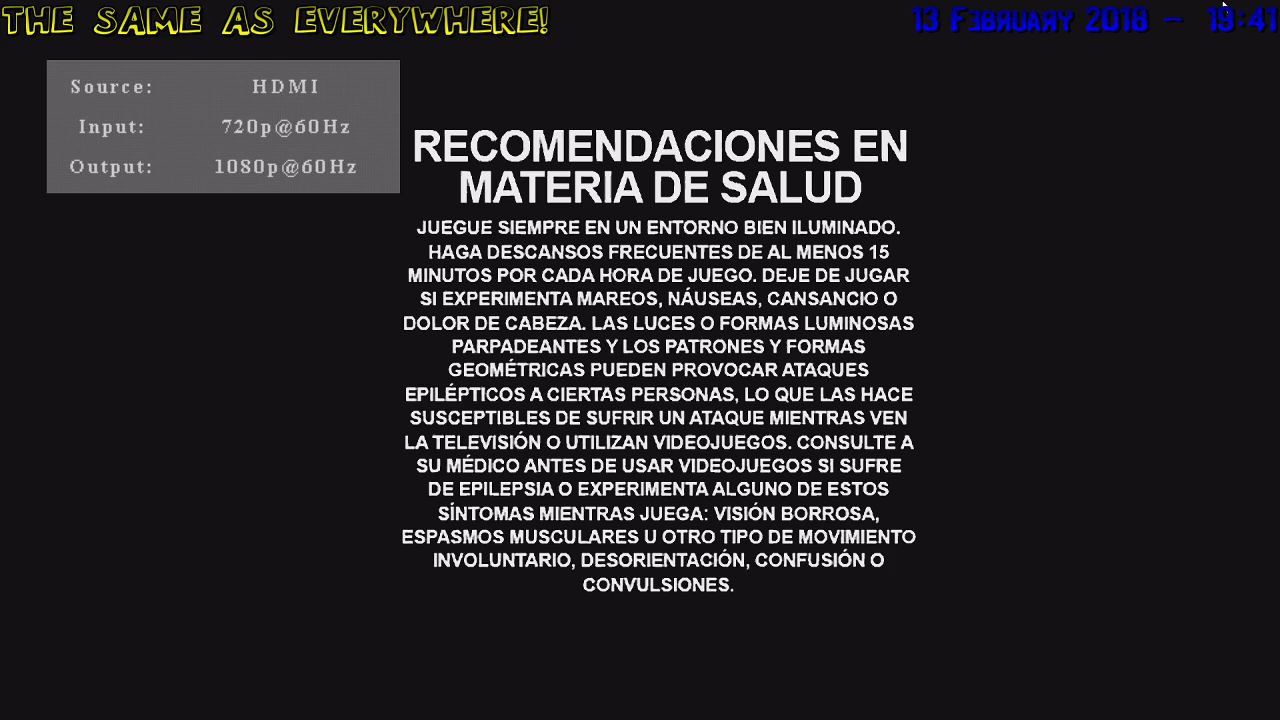 THE SAME AS EVERYWHERE!
13 February 2018 - 19:41
Source: HDMI
Input: 720p@60Hz
Output: 1080p@60Hz
RECOMENDACIONES EN
MATERIA DE SALUD
JUEGUE SIEMPRE EN UN ENTORNO BIEN ILUMINADO.
HAGA DESCANSOS FRECUENTES DE AL MENOS 15
MINUTOS POR CADA HORA DE JUEGO. DEJE DE JUGAR
SI EXPERIMENTA MAREOS, NÁUSEAS, CANSANCIO O
DOLOR DE CABEZA. LAS LUCES O FORMAS LUMINOSAS
PARPADEANTES Y LOS PATRONES Y FORMAS
GEOMÉTRICAS PUEDEN PROVOCAR ATAQUES
EPILÉPTICOS A CIERTAS PERSONAS, LO QUE LAS HACE
SUSCEPTIBLES DE SUFRIR UN ATAQUE MIENTRAS VEN
LA TELEVISIÓN O UTILIZAN VIDEOJUEGOS. CONSULTE A
SU MÉDICO ANTES DE USAR VIDEOJUEGOS SI SUFRE
DE EPILEPSIA O EXPERIMENTA ALGUNO DE ESTOS
SÍNTOMAS MIENTRAS JUEGA: VISIÓN BORROSA,
ESPASMOS MUSCULARES U OTRO TIPO DE MOVIMIENTO
INVOLUNTARIO, DESORIENTACIÓN, CONFUSIÓN O
CONVULSIONES.